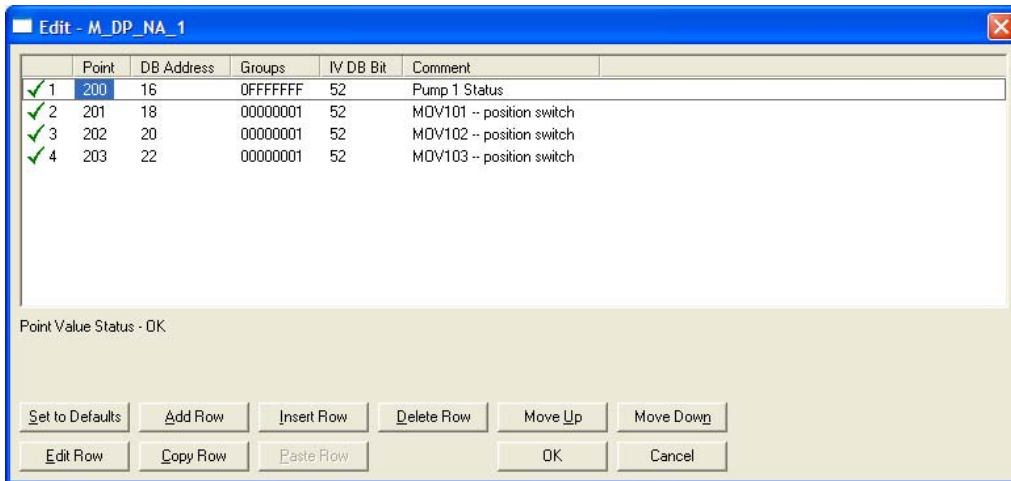 Edit - M_DP_NA_1
Point DB Address Groups IV DB Bit Comment
1 200 16 0FFFFFFF 52 Pump 1 Status
2 201 18 00000001 52 MOV101 -- position switch
3 202 20 00000001 52 MOV102 -- position switch
4 203 22 00000001 52 MOV103 -- position switch
Point Value Status - OK
Set to Defaults Add Row Insert Row Delete Row Move Up Move Down
Edit Row Copy Row Paste Row OK Cancel